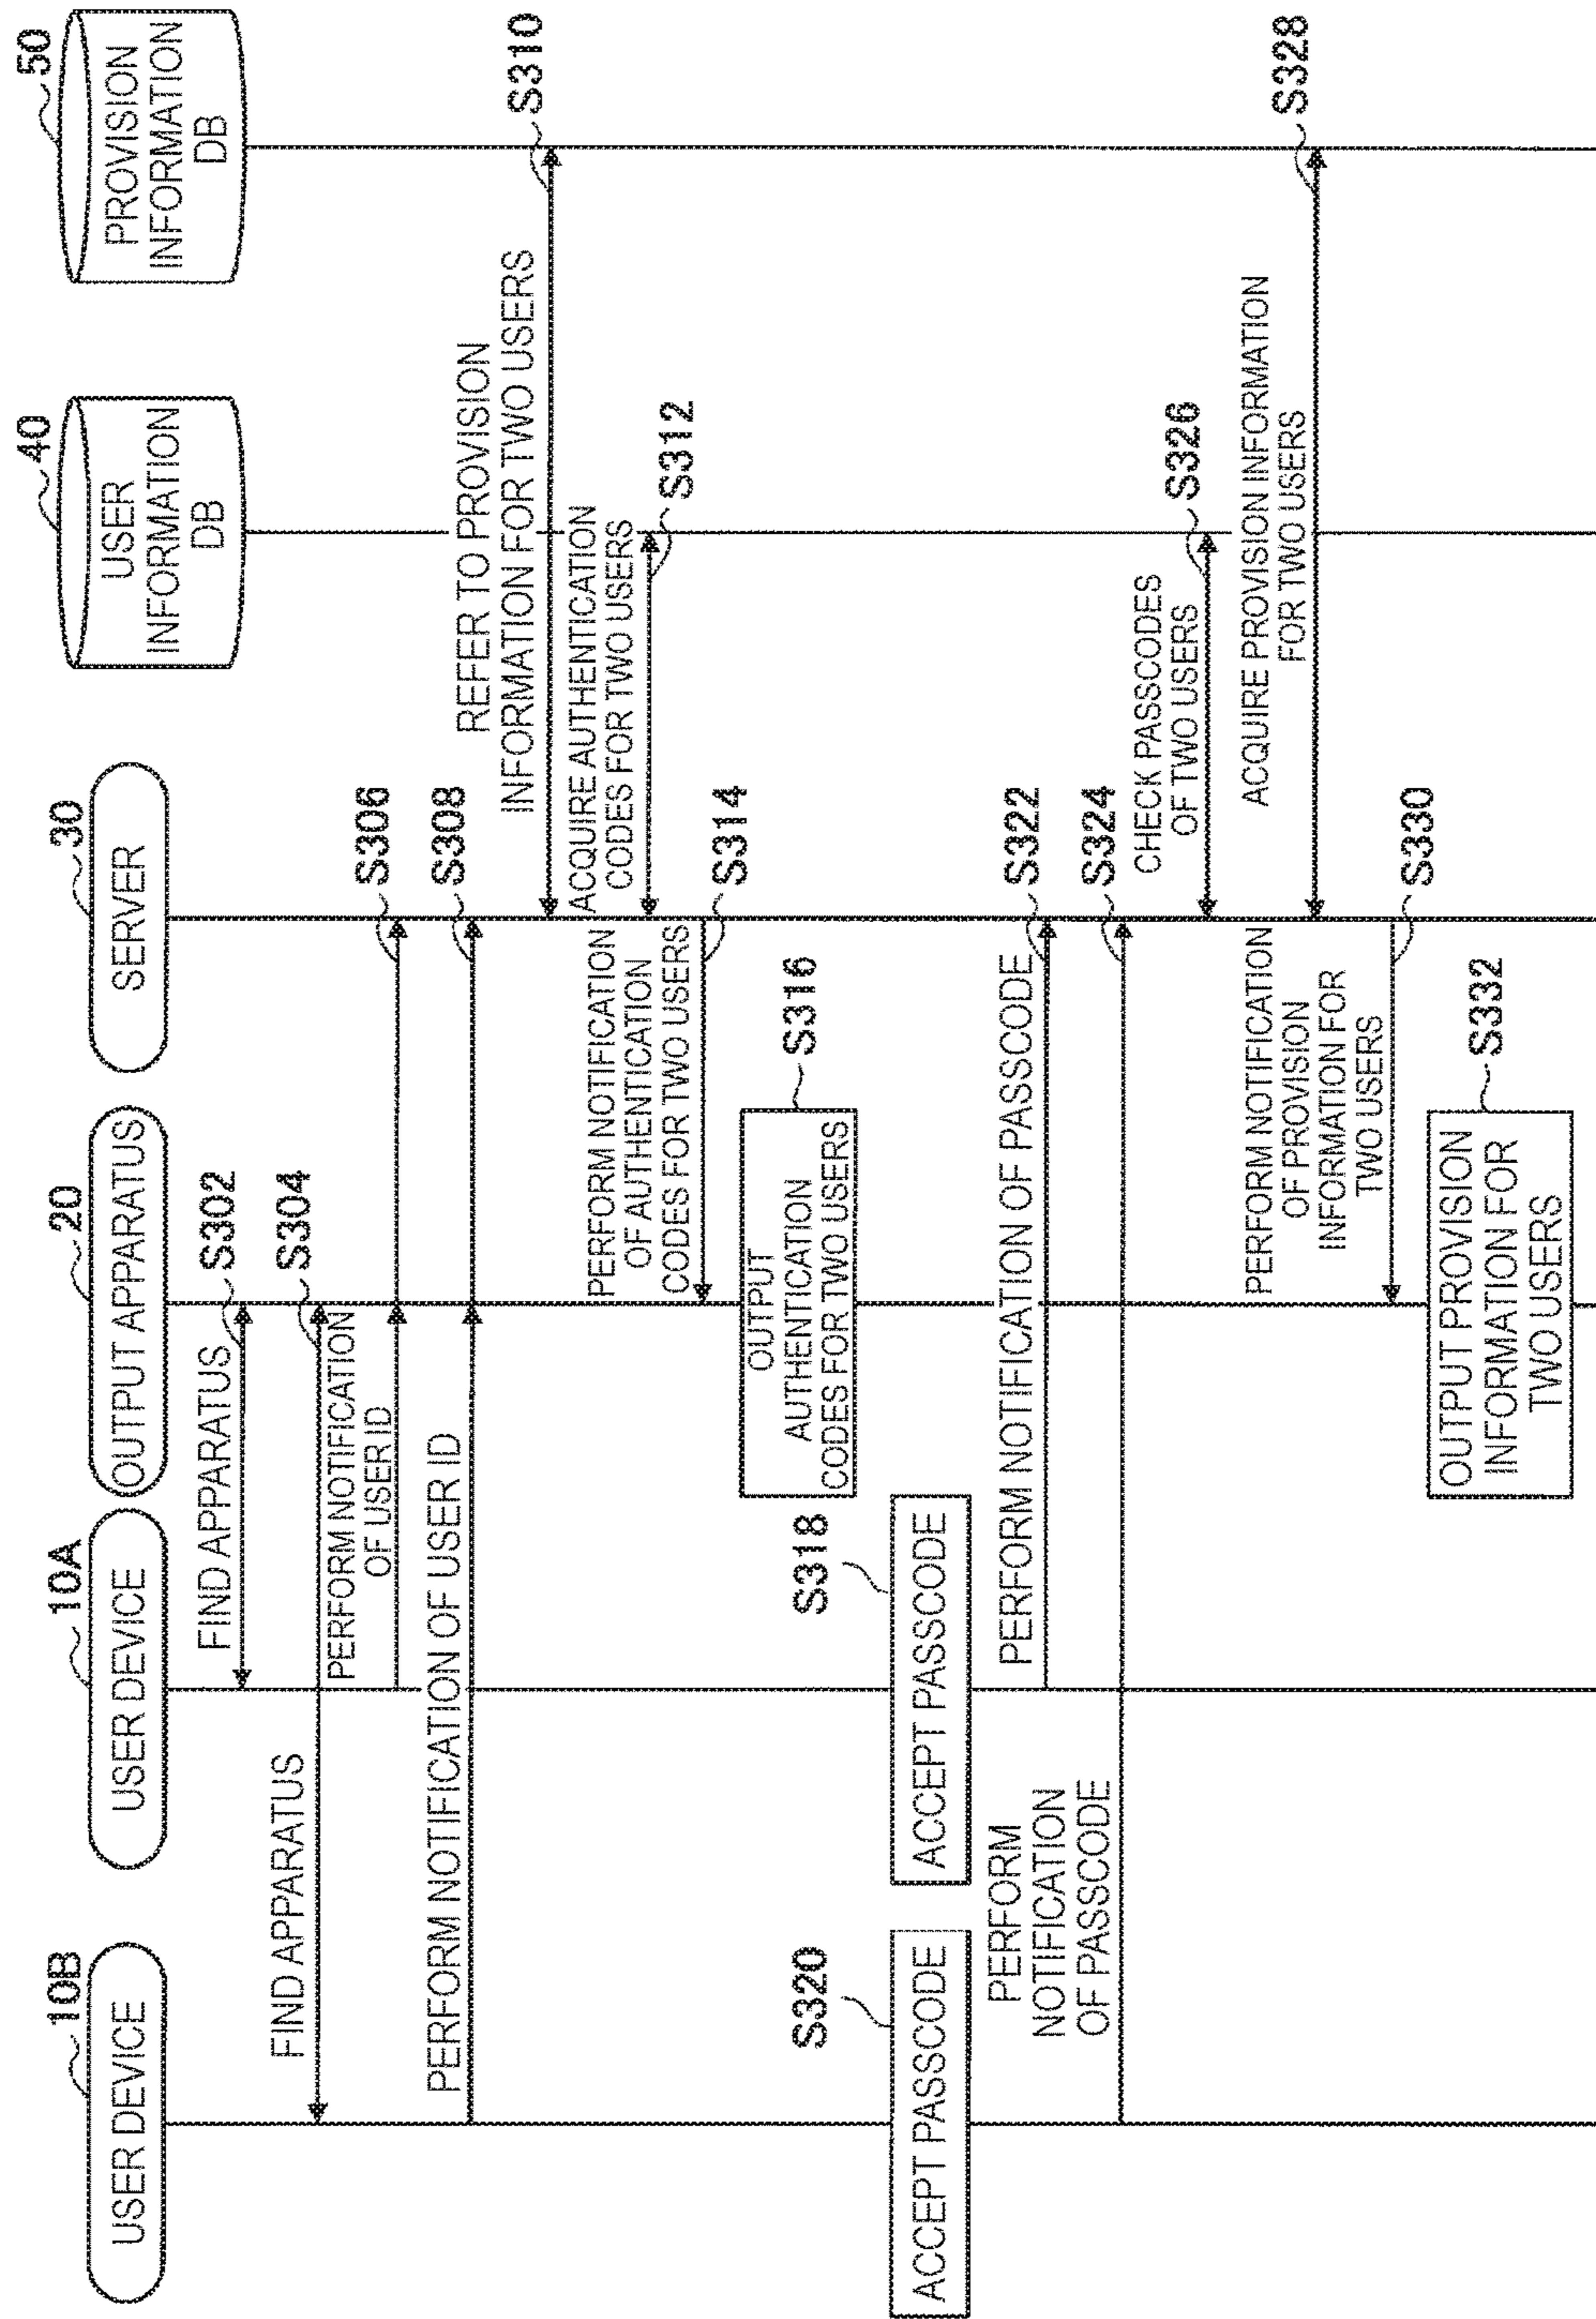 10B
USER DEVICE
10A
USER DEVICE
20
OUTPUT APPARATUS
30
SERVER
40
USER
INFORMATION
DB
50
PROVISION
INFORMATION
DB
FIND APPARATUS
S302
FIND APPARATUS
S304
PERFORM NOTIFICATION
OF USER ID
S306
PERFORM NOTIFICATION OF USER ID
S308
REFER TO PROVISION
INFORMATION FOR TWO USERS
S310
ACQUIRE AUTHENTICATION
CODES FOR TWO USERS
S312
PERFORM NOTIFICATION
OF AUTHENTICATION
CODES FOR TWO USERS
S314
OUTPUT
AUTHENTICATION
CODES FOR TWO USERS
S316
S318
ACCEPT PASSCODE
S320
ACCEPT PASSCODE
PERFORM NOTIFICATION OF PASSCODE
S322
PERFORM
NOTIFICATION
OF PASSCODE
S324
CHECK PASSCODES
OF TWO USERS
S326
ACQUIRE PROVISION INFORMATION
FOR TWO USERS
S328
PERFORM NOTIFICATION
OF PROVISION
INFORMATION FOR
TWO USERS
S330
OUTPUT PROVISION
INFORMATION FOR
TWO USERS
S332